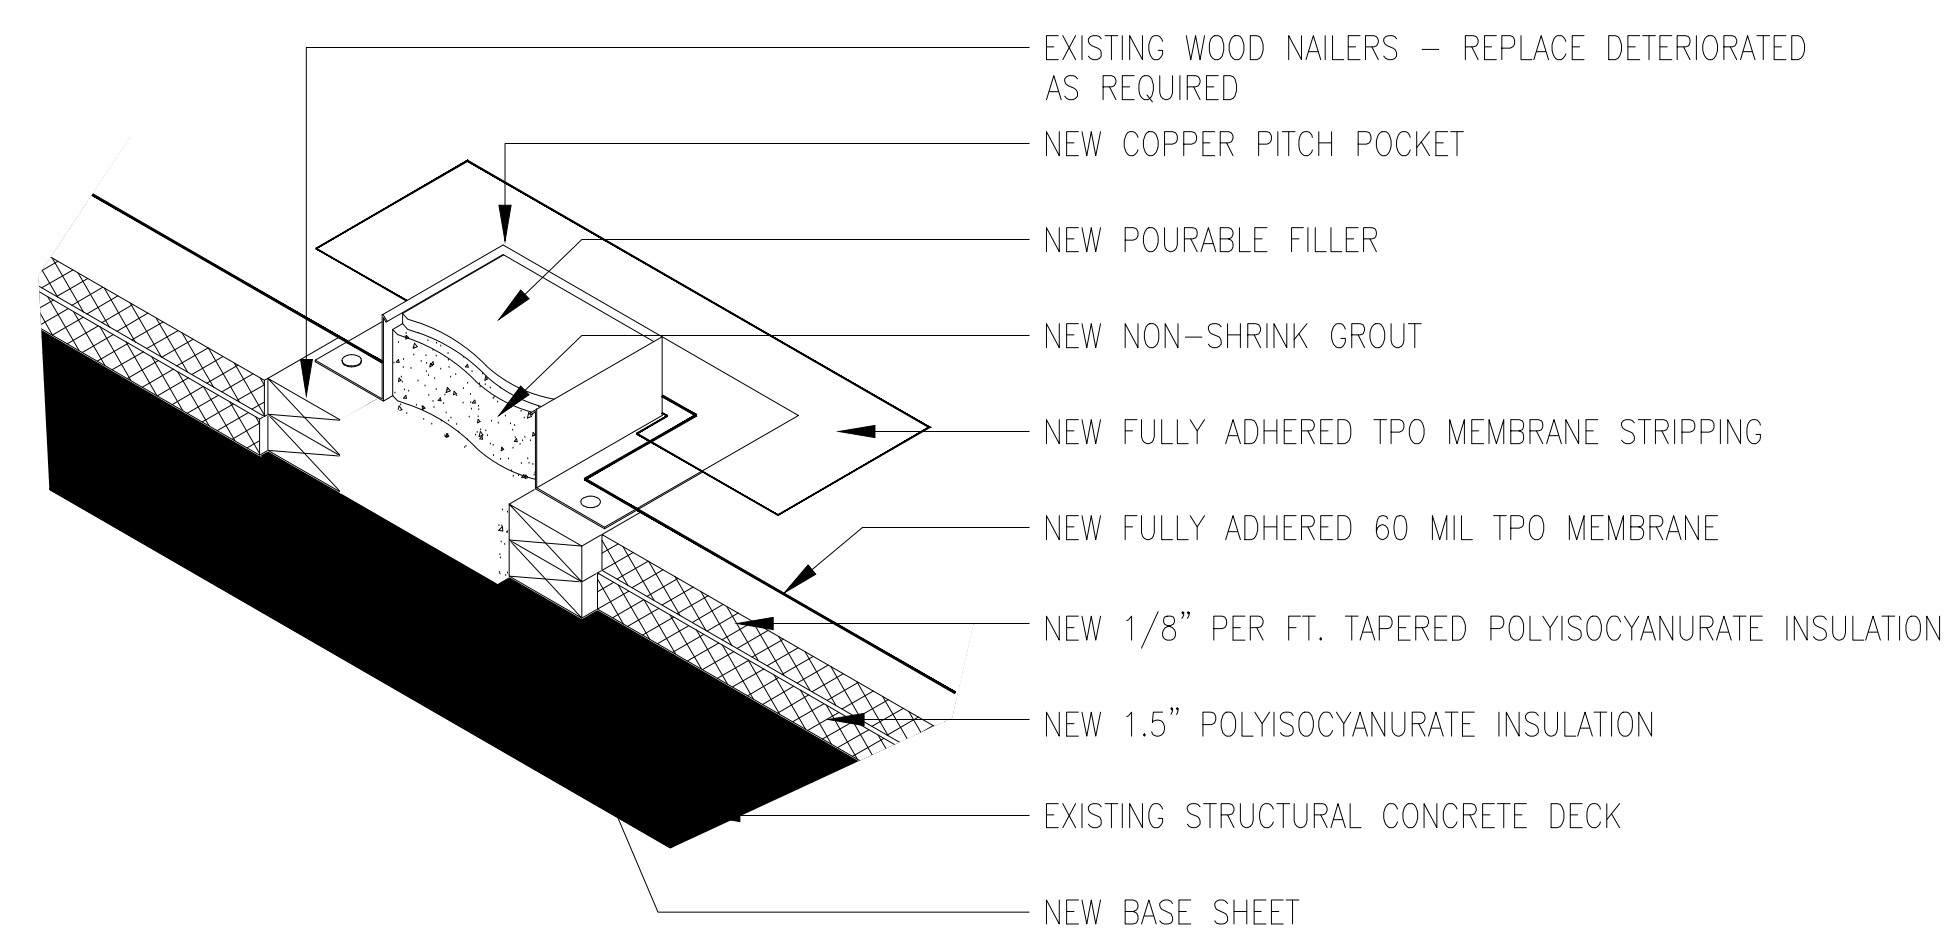 EXISTING WOOD NAILERS – REPLACE DETERIORATED
AS REQUIRED
NEW COPPER PITCH POCKET
NEW POURABLE FILLER
NEW NON–SHRINK GROUT
NEW FULLY ADHERED TPO MEMBRANE STRIPPING
NEW FULLY ADHERED 60 MIL TPO MEMBRANE
NEW 1/8” PER FT. TAPERED POLYISOCYANURATE INSULATION
NEW 1.5” POLYISOCYANURATE INSULATION
EXISTING STRUCTURAL CONCRETE DECK
NEW BASE SHEET